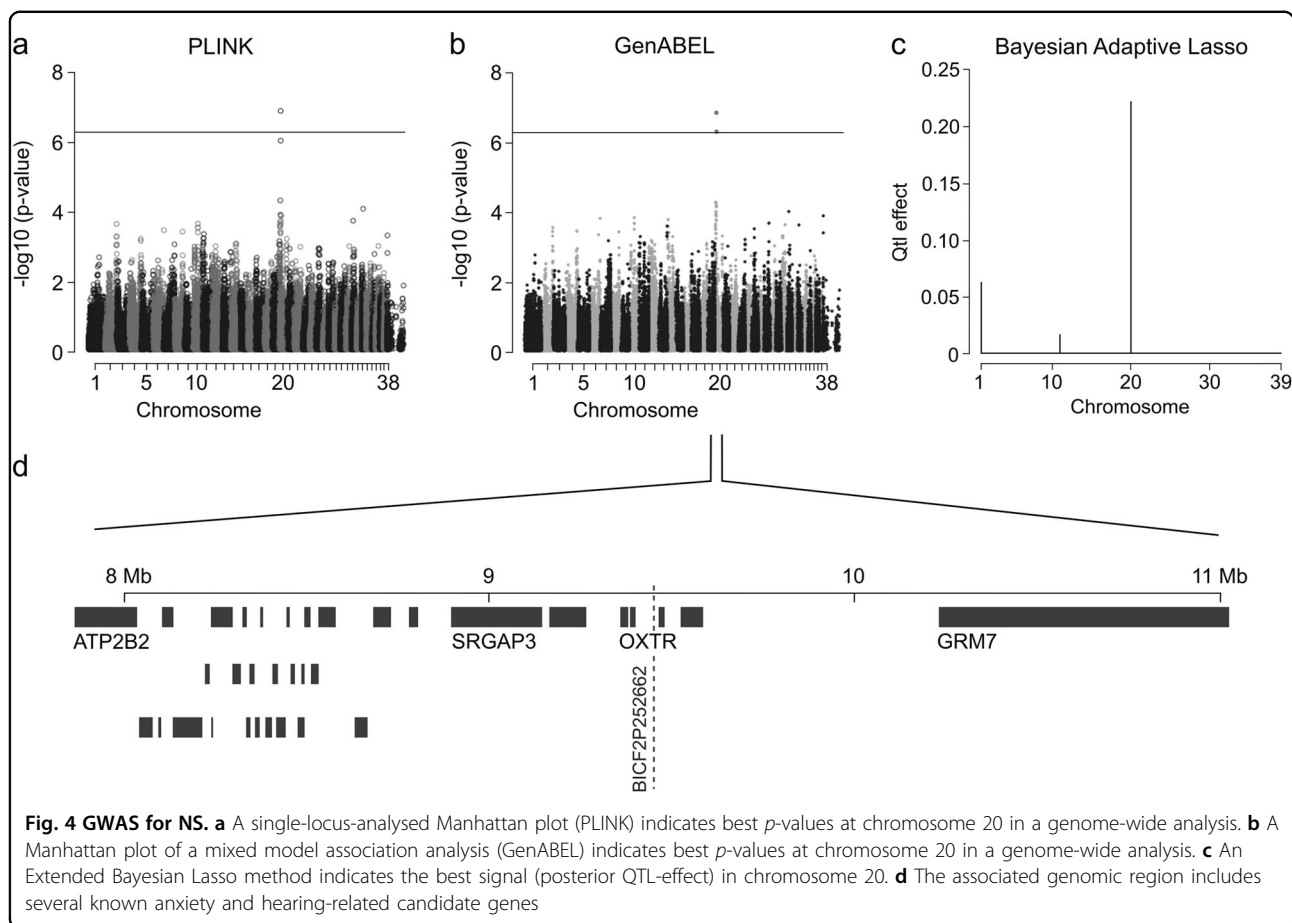 a
PLINK
8
6
4
2
0
-log10 (p-value)
1 5 10 20 38
Chromosome
b
GenABEL
8
6
4
2
0
-log10 (p-value)
1 5 10 20 38
Chromosome
c
Bayesian Adaptive Lasso
0.25
0.20
0.15
0.10
0.05
0
Qtl effect
1 10 20 30 39
Chromosome
d
8 Mb 9 10 11 Mb
ATP2B2 SRGAP3 OXTR GRM7
BICF2P252662
Fig. 4 GWAS for NS. a A single-locus-analysed Manhattan plot (PLINK) indicates best p-values at chromosome 20 in a genome-wide analysis. b A
Manhattan plot of a mixed model association analysis (GenABEL) indicates best p-values at chromosome 20 in a genome-wide analysis. c An
Extended Bayesian Lasso method indicates the best signal (posterior QTL-effect) in chromosome 20. d The associated genomic region includes
several known anxiety and hearing-related candidate genes